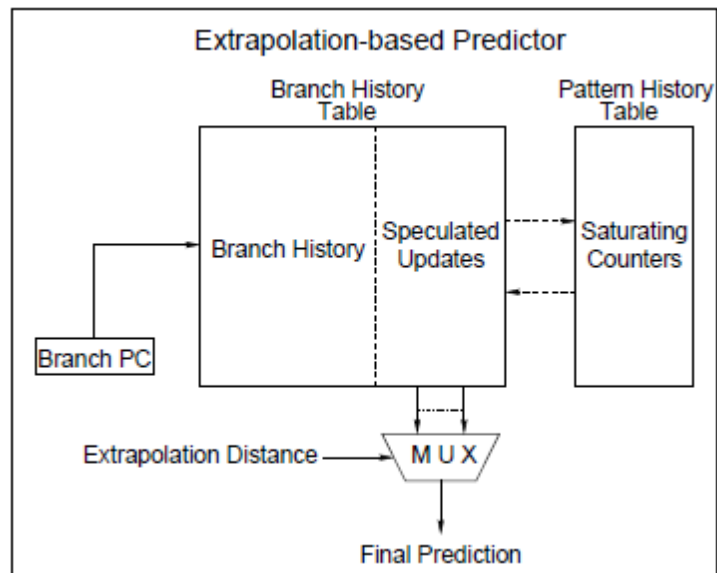 Extrapolation-based Predictor
Branch History
Table
Pattern History
Table
Branch History
Speculated
Updates
Saturating
Counters
Branch PC
Extrapolation Distance
M U X
Final Prediction